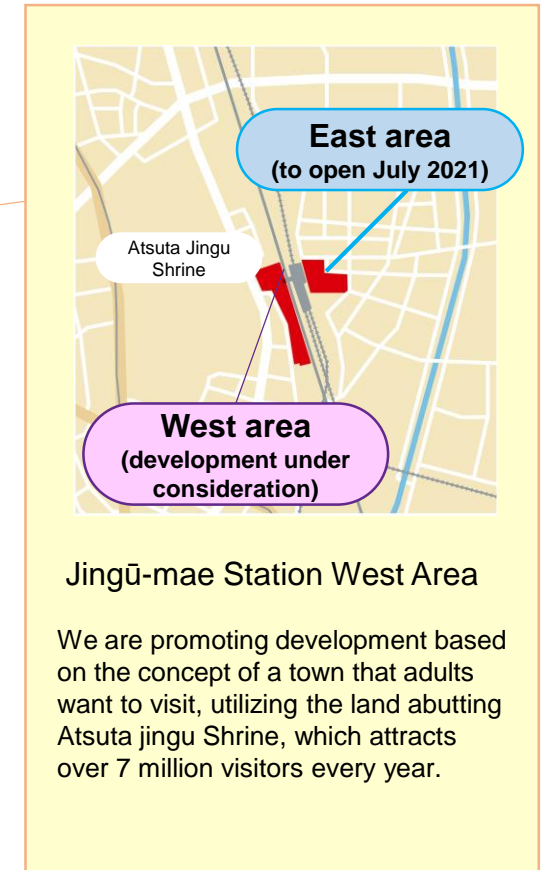 East area
(to open July 2021)
Atsuta Jingu
Shrine
West area
(development under
consideration)
Jingū-mae Station West Area
We are promoting development based
on the concept of a town that adults
want to visit, utilizing the land abutting
Atsuta jingu Shrine, which attracts
over 7 million visitors every year.